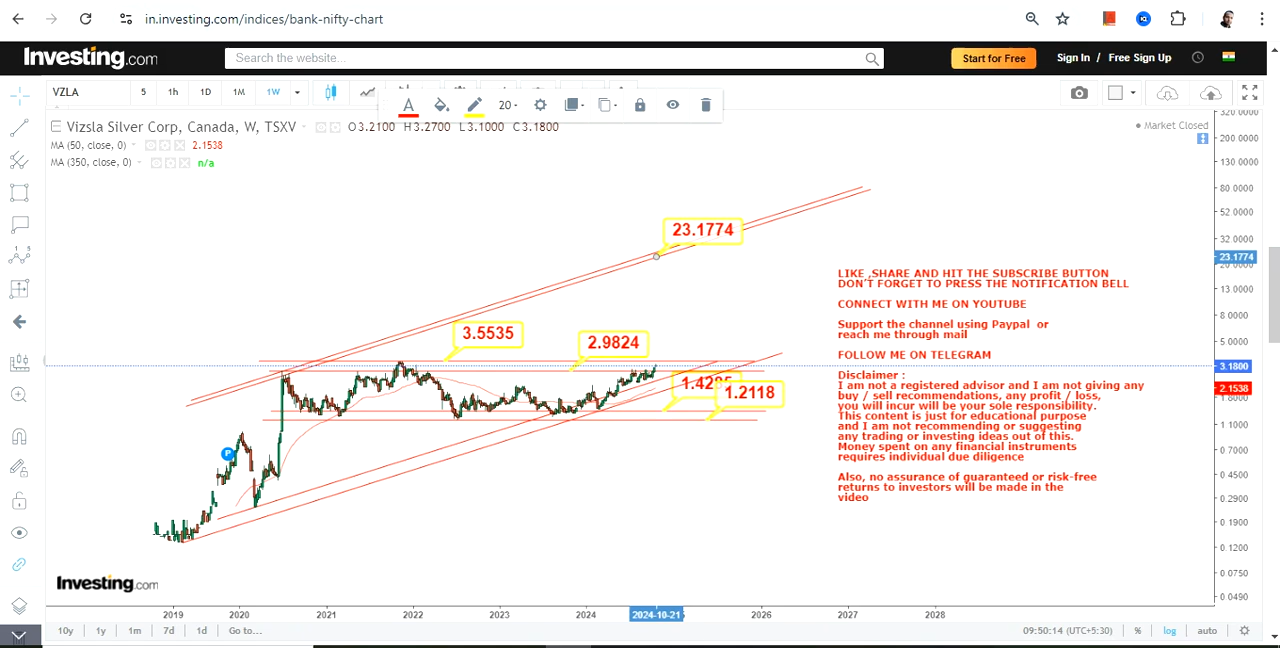 in.investing.com/indices/bank-nifty-chart
Investing.com
Search the website...
Start for Free
Sign In / Free Sign Up
VZLA
5 1h 1D 1M 1W
A 20
Vizsla Silver Corp, Canada, W, TSXV
O3.2100 H3.2700 L3.1000 C3.1800
Market Closed
MA (50, close, 0) 2.1538
MA (350, close, 0) n/a
200.0000
130.0000
80.0000
52.0000
32.0000
23.1774
13.0000
8.0000
5.0000
3.1800
2.1538
1.1000
0.7000
0.4500
0.2900
0.1900
0.1200
0.0750
0.0490
23.1774
3.5535
2.9824
1.2118
LIKE ,SHARE AND HIT THE SUBSCRIBE BUTTON
DON'T FORGET TO PRESS THE NOTIFICATION BELL
CONNECT WITH ME ON YOUTUBE
Support the channel using Paypal or
reach me through mail
FOLLOW ME ON TELEGRAM
Disclaimer :
I am not a registered advisor and I am not giving any
buy / sell recommendations, any profit / loss,
you will incur will be your sole responsibility.
This content is just for educational purpose
and I am not recommending or suggesting
any trading or investing ideas out of this.
Money spent on any financial instruments
requires individual due diligence
Also, no assurance of guaranteed or risk-free
returns to investors will be made in the
video
P
Investing.com
2019 2020 2021 2022 2023 2024 2024-10-21 2026 2027 2028
10y 1y 1m 7d 1d Go to...
09:50:14 (UTC+5:30) % log auto